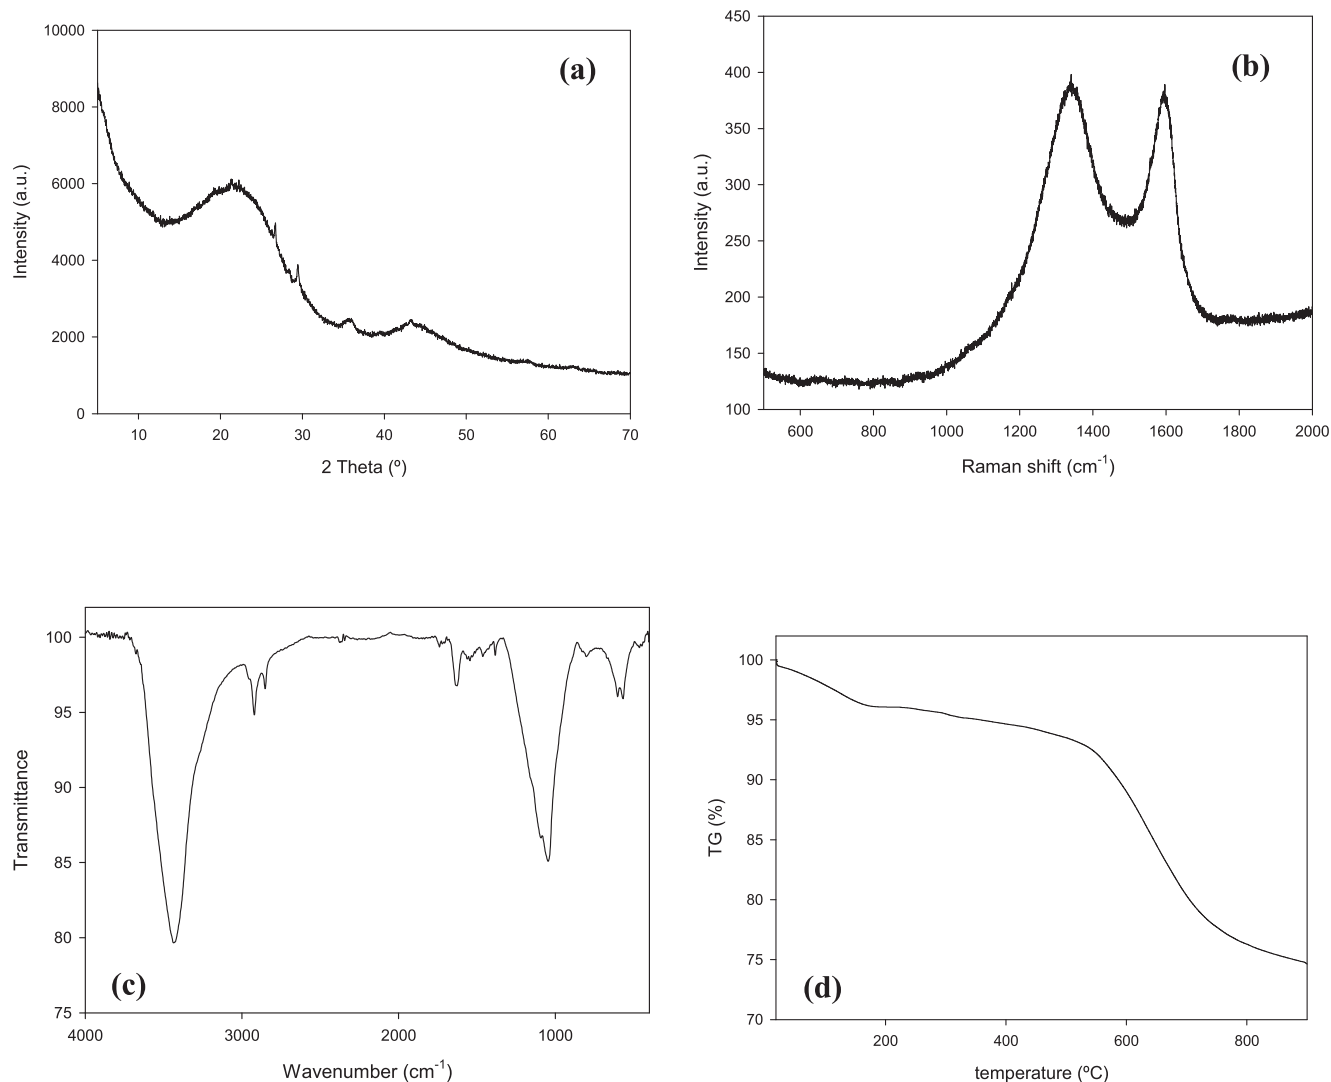 (a)
10000
8000
6000
4000
2000
0
Intensity (a.u.)
10 20 30 40 50 60 70
2 Theta (º)
(b)
450
400
350
300
250
200
150
100
Intensity (a.u.)
600 800 1000 1200 1400 1600 1800 2000
Raman shift (cm⁻¹)
100
95
90
85
80
75
Transmittance
(c)
4000 3000 2000 1000
Wavenumber (cm⁻¹)
100
95
90
85
80
75
70
TG (%)
(d)
200 400 600 800
temperature (ºC)